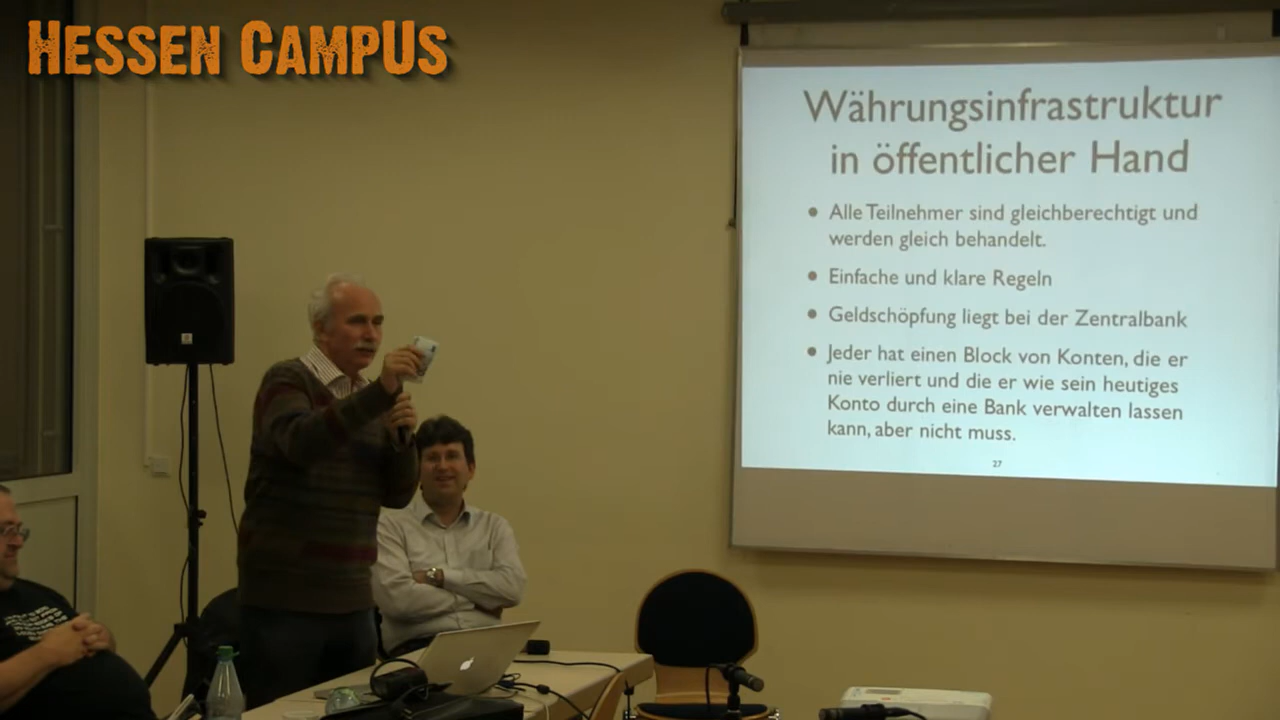 HESSEN CAMPUS
Währungsinfrastruktur
in öffentlicher Hand
• Alle Teilnehmer sind gleichberechtigt und
werden gleich behandelt.
• Einfache und klare Regeln
• Geldschöpfung liegt bei der Zentralbank
• Jeder hat einen Block von Konten, die er
nie verliert und die er wie sein heutiges
Konto durch eine Bank verwalten lassen
kann, aber nicht muss.
27